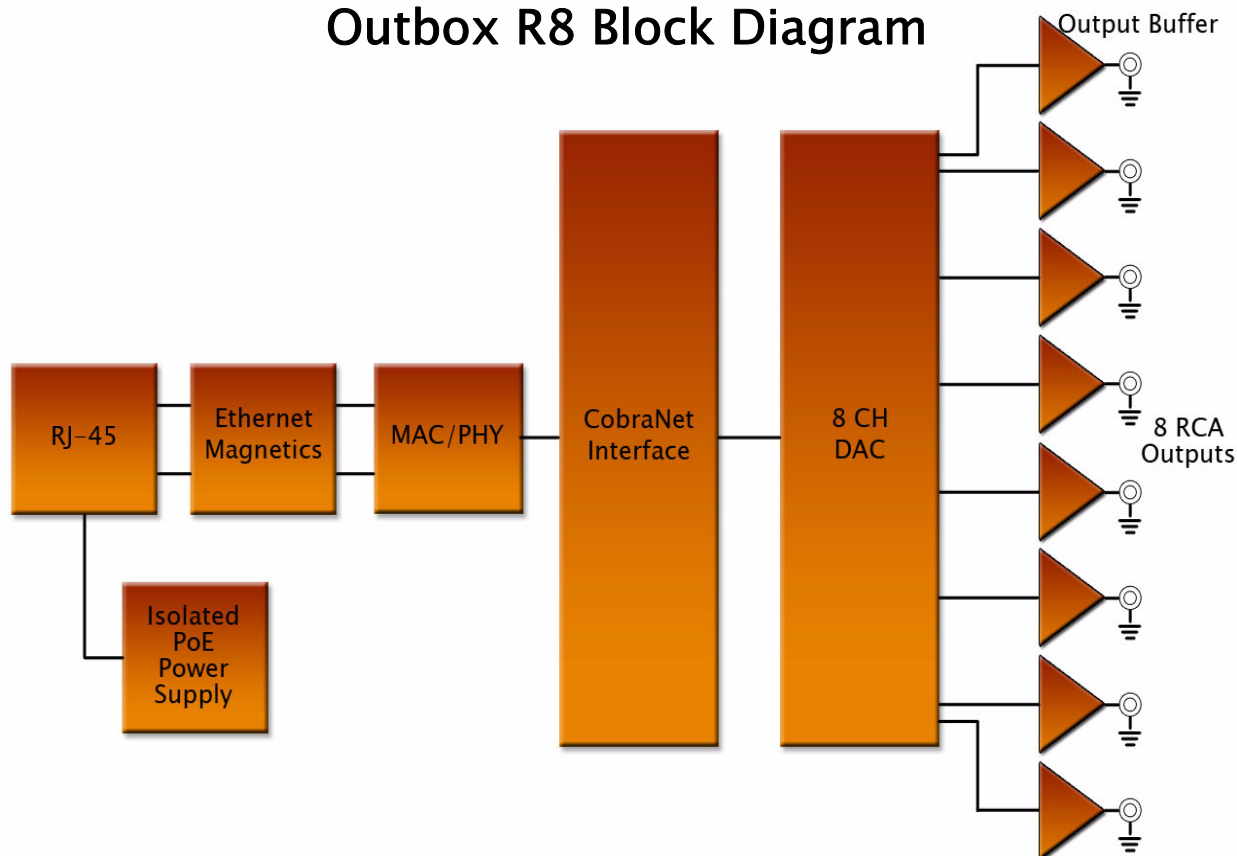 Outbox R8 Block Diagram
Output Buffer
RJ-45
Ethernet
Magnetics
MAC/PHY
CobraNet
Interface
8 CH
DAC
8 RCA
Outputs
Isolated
PoE
Power
Supply